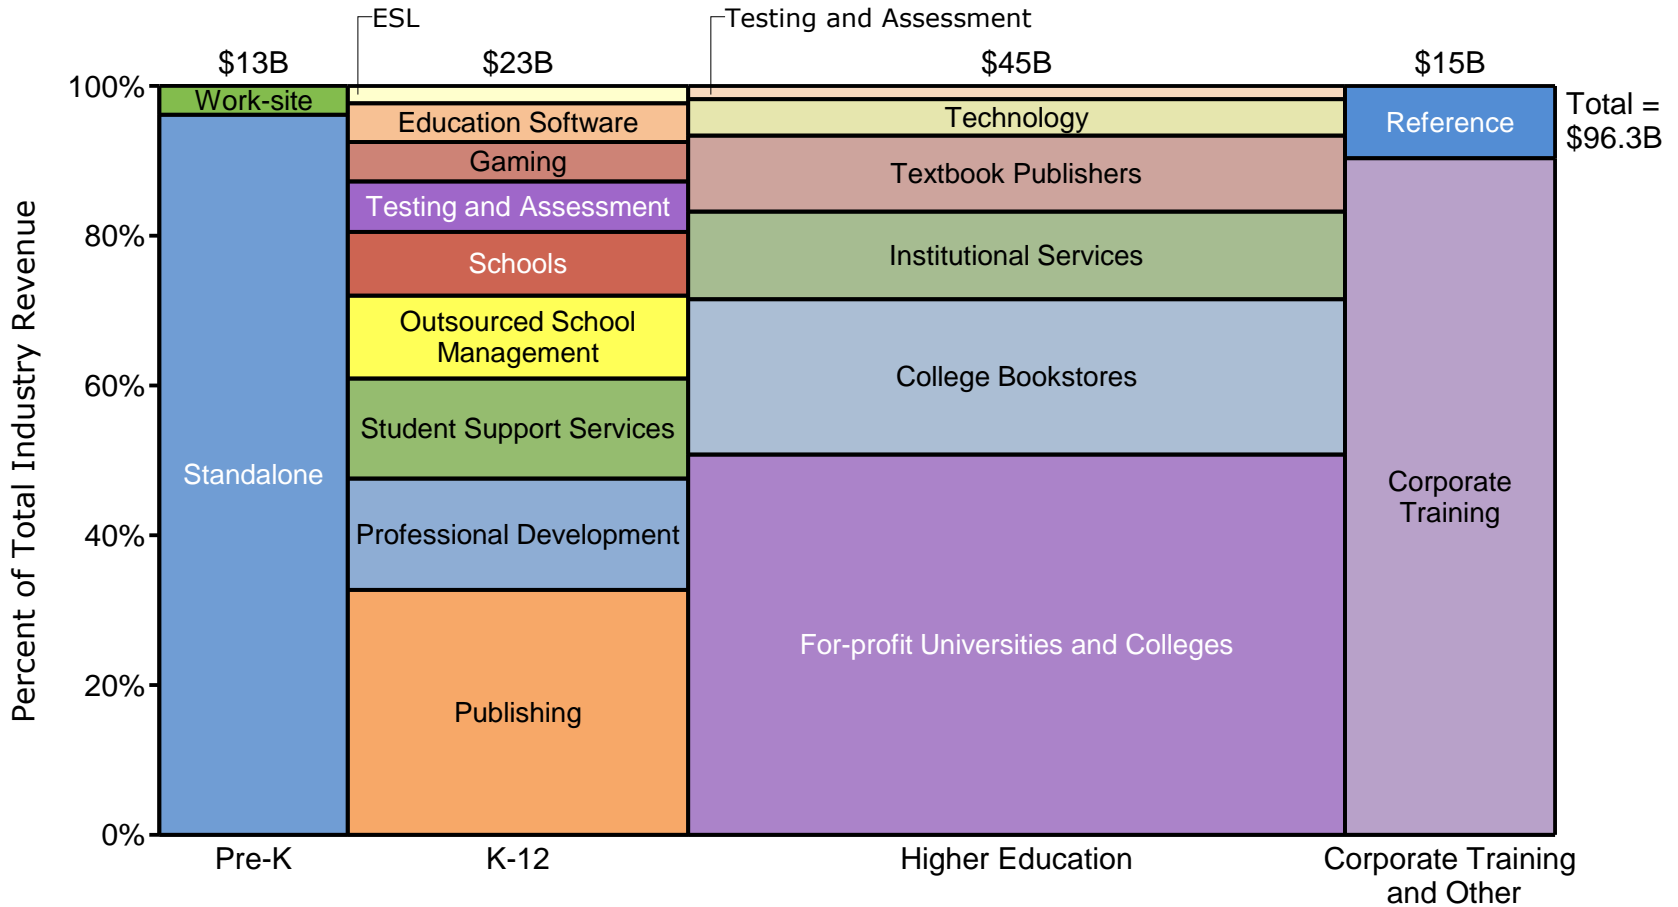 ESL
Testing and Assessment
$13B
$23B
$45B
$15B
Total =
$96.3B
Percent of Total Industry Revenue
100%
80%
60%
40%
20%
0%
Work-site
Standalone
Education Software
Gaming
Testing and Assessment
Schools
Outsourced School
Management
Student Support Services
Professional Development
Publishing
Technology
Textbook Publishers
Institutional Services
College Bookstores
For-profit Universities and Colleges
Reference
Corporate
Training
Pre-K
K-12
Higher Education
Corporate Training
and Other